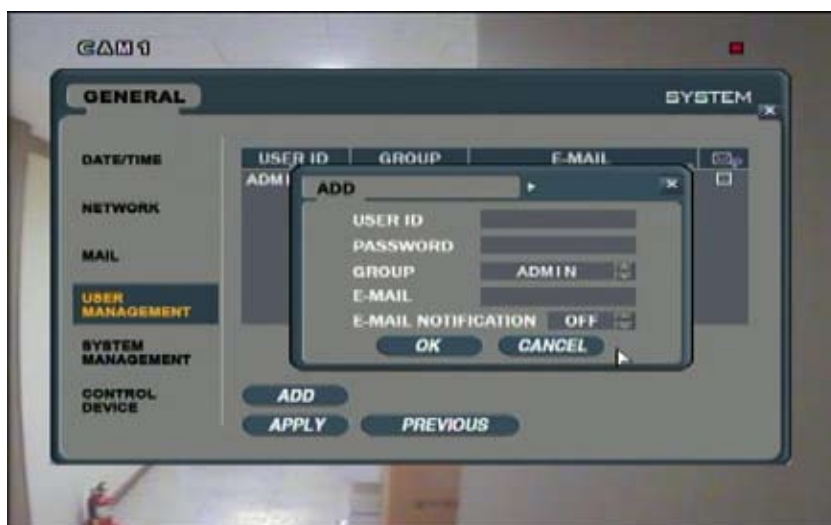 CAM1
GENERAL
SYSTEM
DATE/TIME
NETWORK
MAIL
USER
MANAGEMENT
SYSTEM
MANAGEMENT
CONTROL
DEVICE
USER ID GROUP E-MAIL
ADMI
ADD
USER ID
PASSWORD
GROUP ADMIN
E-MAIL
E-MAIL NOTIFICATION OFF
OK CANCEL
ADD
APPLY PREVIOUS